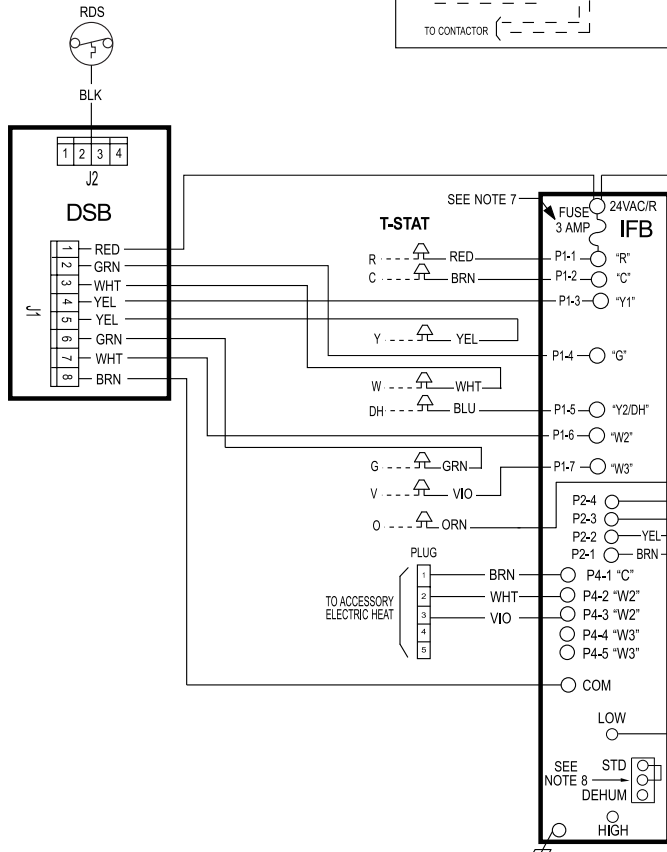 RDS
BLK
TO CONTACTOR
1 2 3 4
J2
DSB
J1
1 RED
2 GRN
3 WHT
4 YEL
5 YEL
6 GRN
7 WHT
8 BRN
SEE NOTE 7
FUSE
3 AMP
24VAC/R
IFB
T-STAT
R RED P1-1 "R"
C BRN P1-2 "C"
P1-3 "Y1"
Y YEL
P1-4 "G"
W WHT
DH BLU P1-5 "Y2/DH"
P1-6 "W2"
G GRN
P1-7 "W3"
V VIO
O ORN
P2-4
P2-3
P2-2 YEL
P2-1 BRN
PLUG
TO ACCESSORY
ELECTRIC HEAT
1 BRN P4-1 "C"
2 WHT P4-2 "W2"
3 VIO P4-3 "W2"
4 P4-4 "W3"
5 P4-5 "W3"
COM
LOW
SEE
NOTE 8
STD
DEHUM
HIGH